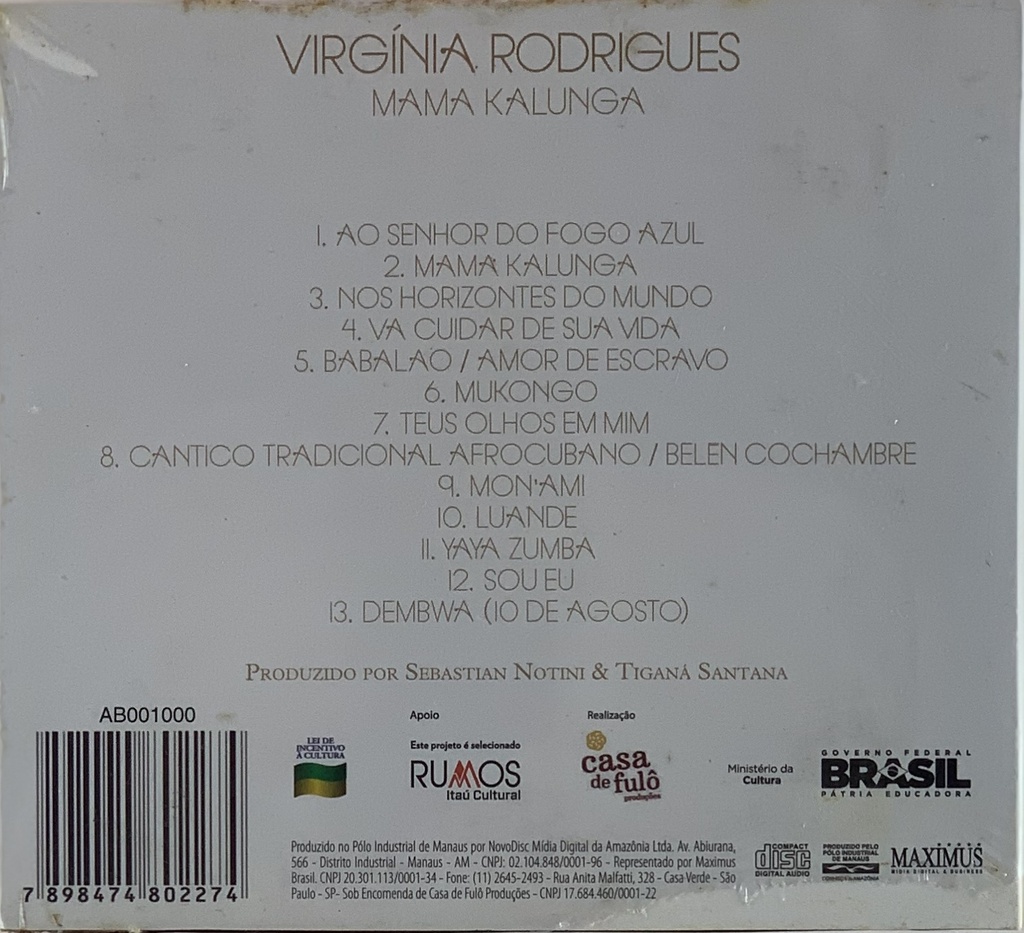 VIRGÍNIA RODRIGUES
MAMA KALUNGA
1. AO SENHOR DO FOGO AZUL
2. MAMA KALUNGA
3. NOS HORIZONTES DO MUNDO
4. VA CUIDAR DE SUA VIDA
5. BABALAO / AMOR DE ESCRAVO
6. MUKONGO
7. TEUS OLHOS EM MIM
8. CANTICO TRADICIONAL AFROCUBANO / BELEN COCHAMBRE
9. MON'AMI
10. LUANDE
11. YAYA ZUMBA
12. SOU EU
13. DEMBWA (10 DE AGOSTO)
PRODUZIDO POR SEBASTIAN NOTINI & TIGANÁ SANTANA
AB001000
7 898474 802274
LEI DE
INCENTIVO
À CULTURA
Apoio
Este projeto é selecionado
RUMOS
Itaú Cultural
Realização
casa
de fulô
produções
Ministério da
Cultura
GOVERNO FEDERAL
BRASIL
PÁTRIA EDUCADORA
Produzido no Pólo Industrial de Manaus por NovoDisc Mídia Digital da Amazônia Ltda. Av. Abiurana,
566 - Distrito Industrial - Manaus - AM - CNPJ: 02.104.848/0001-96 - Representado por Maximus
Brasil. CNPJ 20.301.113/0001-34 - Fone: (11) 2645-2493 - Rua Anita Malfatti, 328 - Casa Verde - São
Paulo - SP- Sob Encomenda de Casa de Fulô Produções - CNPJ 17.684.460/0001-22
COMPACT
disc
DIGITAL AUDIO
PRODUZIDO PELO
PÓLO INDUSTRIAL
DE MANAUS
MAXIMUS
MIDIA DIGITAL & BUSINESS